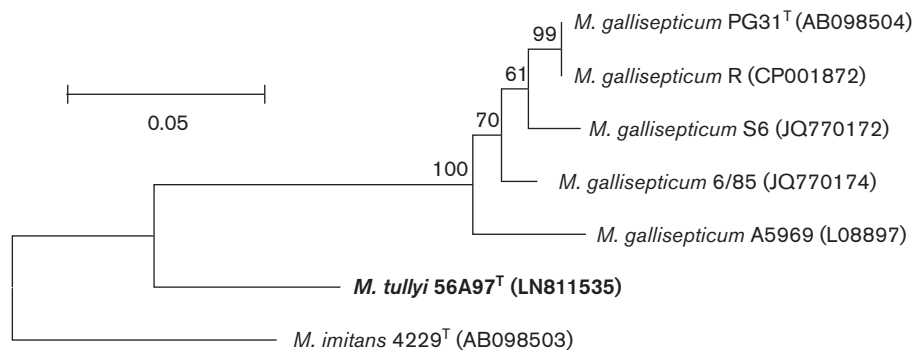 M. gallisepticum PG31ᵀ (AB098504)
99
M. gallisepticum R (CP001872)
61
0.05
M. gallisepticum S6 (JQ770172)
70
100
M. gallisepticum 6/85 (JQ770174)
M. gallisepticum A5969 (L08897)
M. tullyi 56A97ᵀ (LN811535)
M. imitans 4229ᵀ (AB098503)